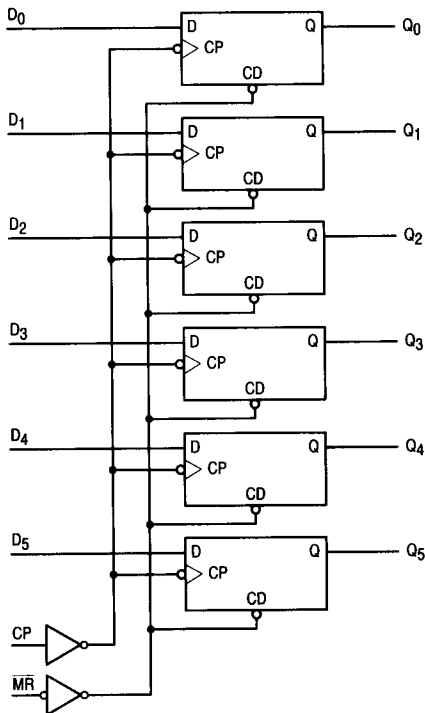 D0 D Q Q0
CP
CD
D1 D Q Q1
CP
CD
D2 D Q Q2
CP
CD
D3 D Q Q3
CP
CD
D4 D Q Q4
CP
CD
D5 D Q Q5
CP
CD
CP
M̅R̅